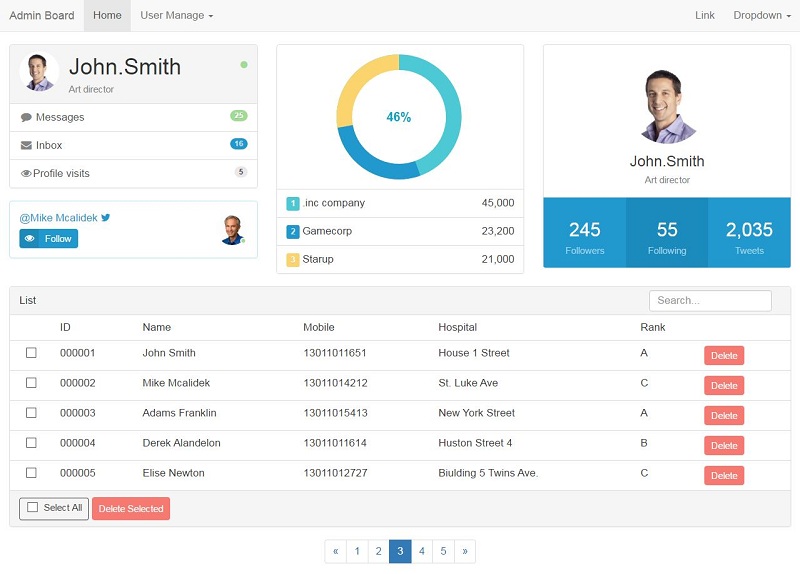 Admin Board Home User Manage Link Dropdown
John.Smith
Art director
Messages 25
Inbox 16
Profile visits 5
@Mike Mcalidek
Follow
46%
1 .inc company 45,000
2 Gamecorp 23,200
3 Starup 21,000
John.Smith
Art director
245 55 2,035
Followers Following Tweets
List Search...
ID Name Mobile Hospital Rank
000001 John Smith 13011011651 House 1 Street A Delete
000002 Mike Mcalidek 13011014212 St. Luke Ave C Delete
000003 Adams Franklin 13011015413 New York Street A Delete
000004 Derek Alandelon 13011011614 Huston Street 4 B Delete
000005 Elise Newton 13011012727 Biulding 5 Twins Ave. C Delete
Select All Delete Selected
« 1 2 3 4 5 »